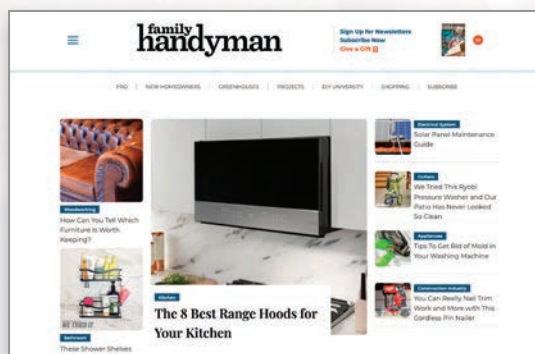 family
handyman
Sign Up for Newsletters
Subscribe Now
Give a Gift
PRO | NEW HOMEOWNERS | GREENHOUSES | PROJECTS | DIY UNIVERSITY | SHOPPING | SUBSCRIBE
Woodworking
How Can You Tell Which
Furniture Is Worth
Keeping?
WE TRIED IT
Bathroom
These Shower Shelves
Kitchen
The 8 Best Range Hoods for
Your Kitchen
Electrical System
Solar Panel Maintenance
Guide
Gutters
We Tried This Ryobi
Pressure Washer and Our
Patio Has Never Looked
So Clean
Appliances
Tips To Get Rid of Mold in
Your Washing Machine
Construction Industry
You Can Really Nail Trim
Work and More with This
Cordless Pin Nailer